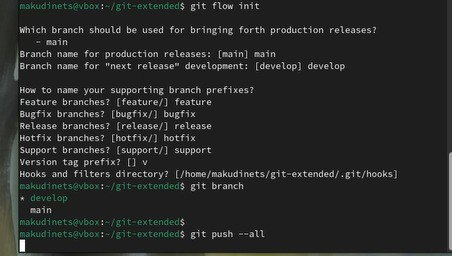 makudinets@vbox:~/git-extended$ git flow init

Which branch should be used for bringing forth production releases?
   - main
Branch name for production releases: [main] main
Branch name for "next release" development: [develop] develop

How to name your supporting branch prefixes?
Feature branches? [feature/] feature
Bugfix branches? [bugfix/] bugfix
Release branches? [release/] release
Hotfix branches? [hotfix/] hotfix
Support branches? [support/] support
Version tag prefix? [] v
Hooks and filters directory? [/home/makudinets/git-extended/.git/hooks]
makudinets@vbox:~/git-extended$ git branch
* develop
  main
makudinets@vbox:~/git-extended$
makudinets@vbox:~/git-extended$ git push --all